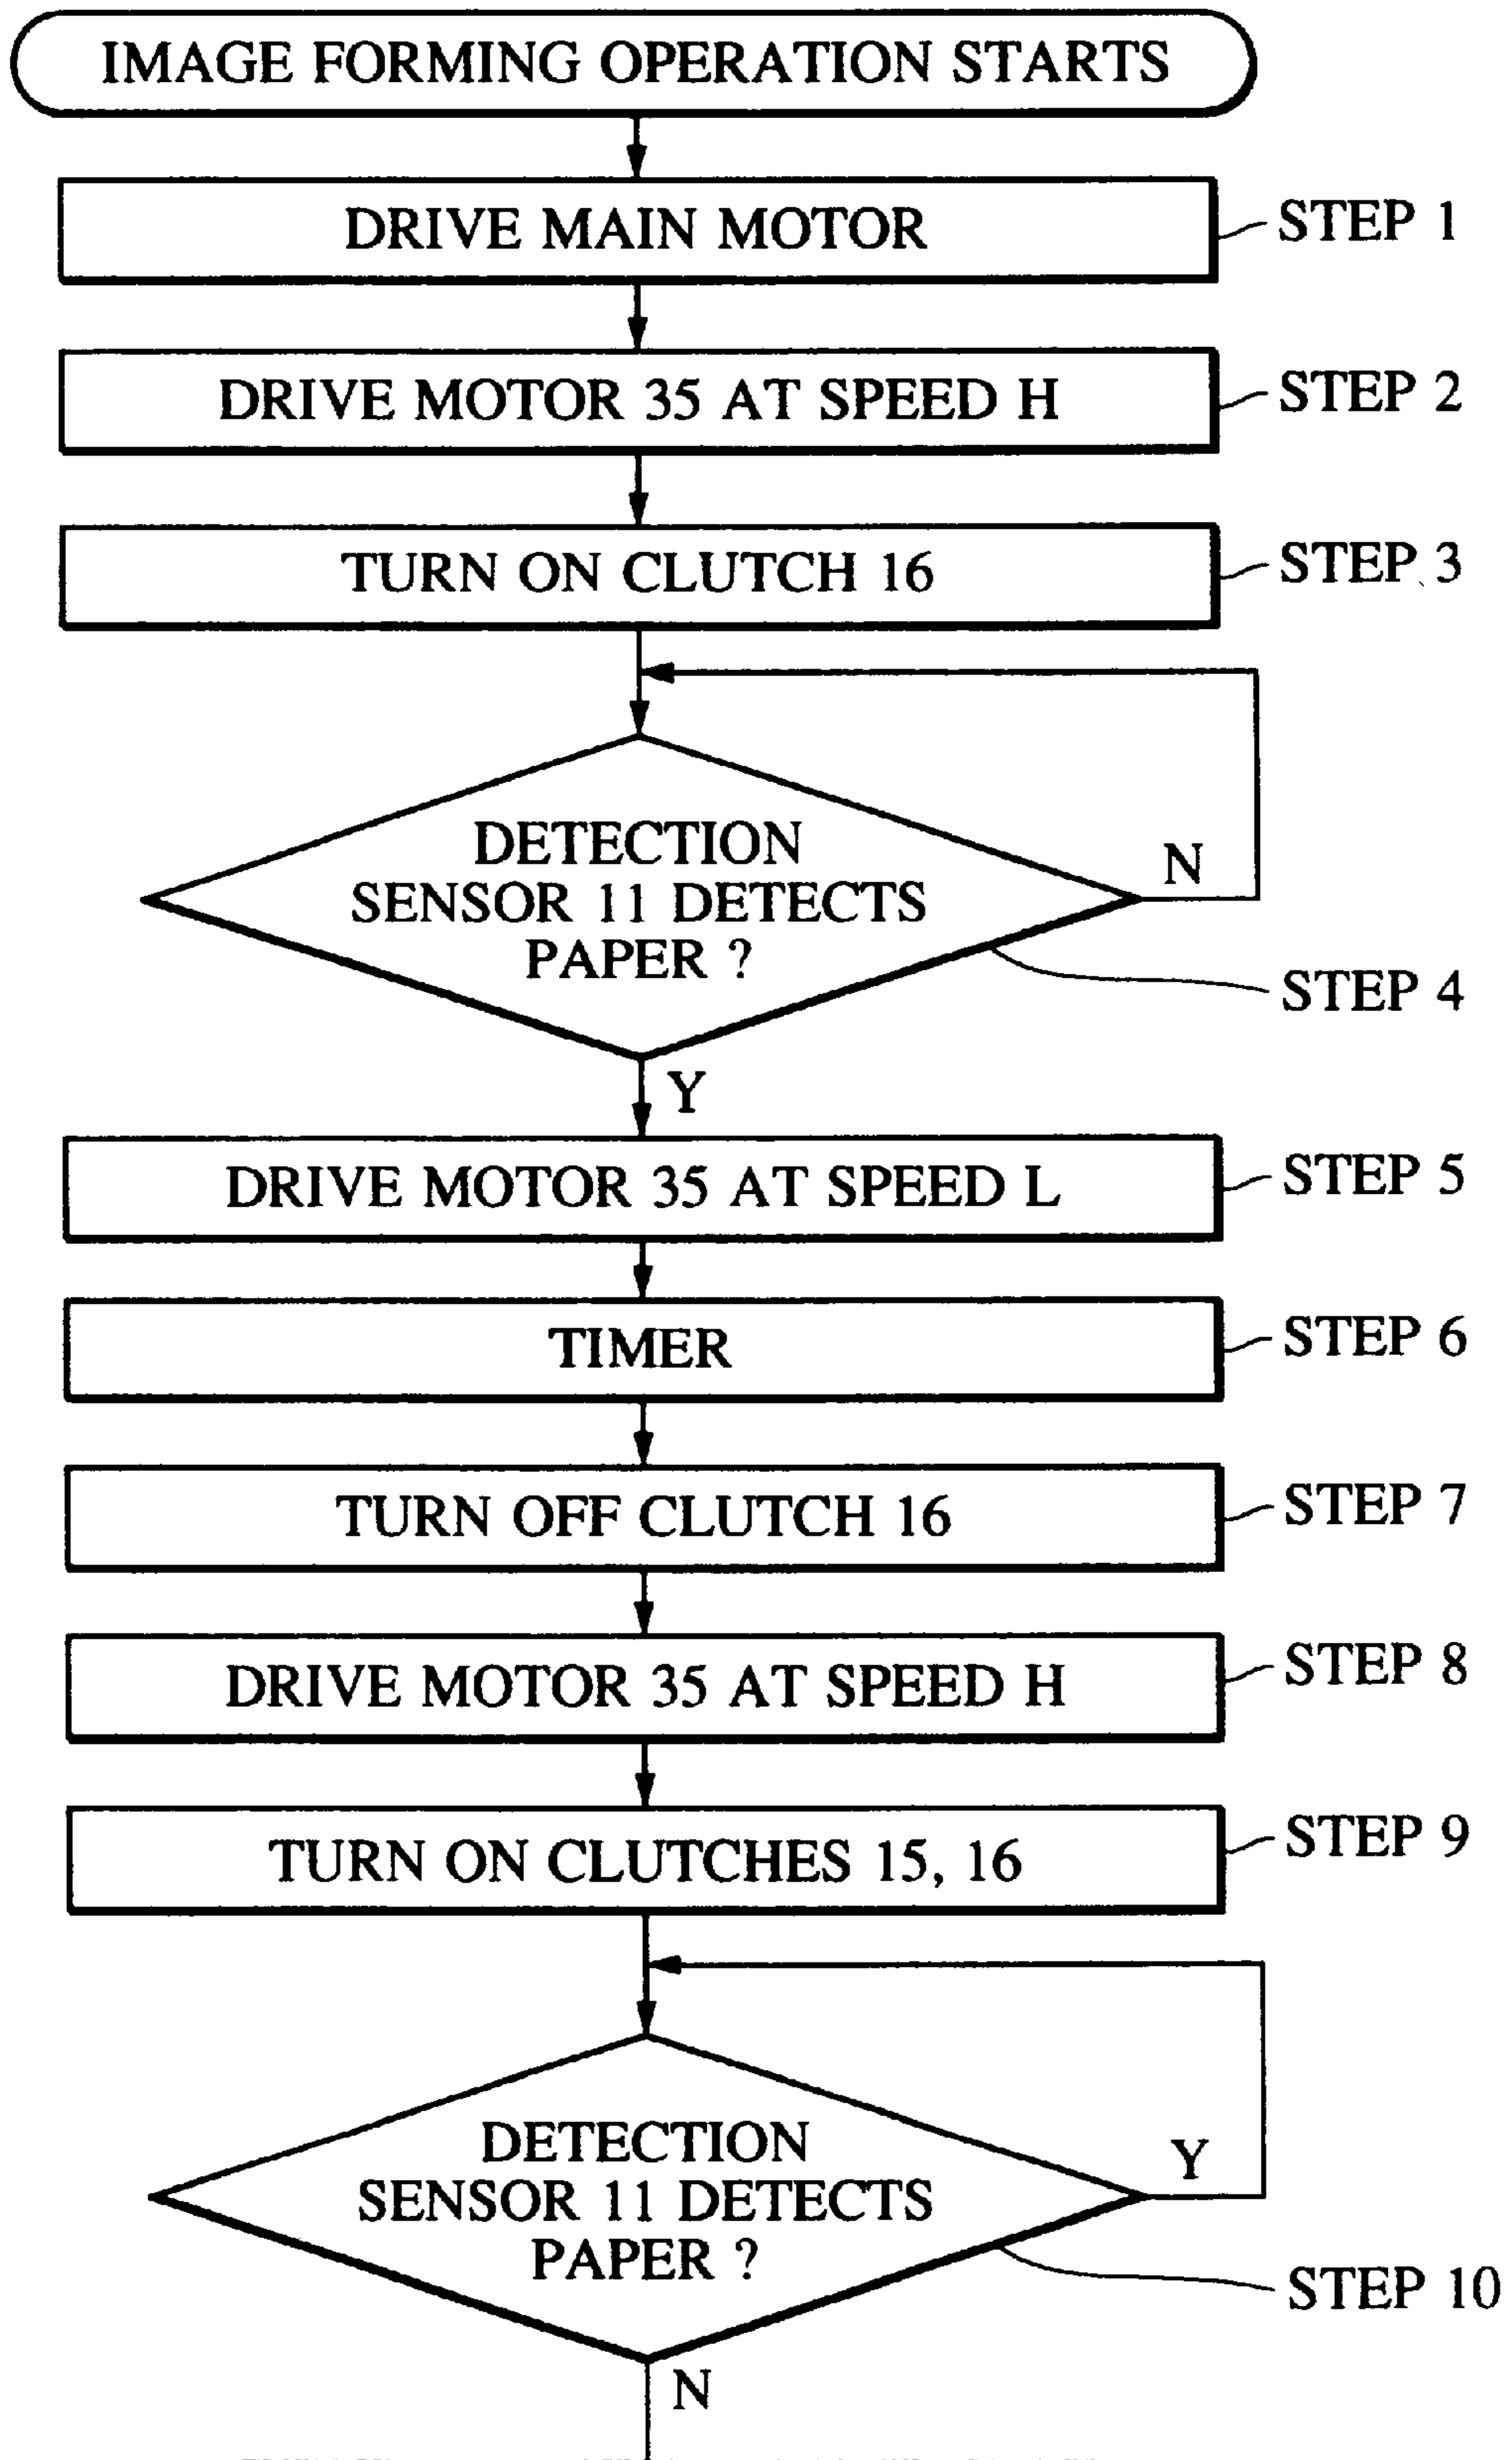 IMAGE FORMING OPERATION STARTS
DRIVE MAIN MOTOR
STEP 1
DRIVE MOTOR 35 AT SPEED H
STEP 2
TURN ON CLUTCH 16
STEP 3
DETECTION
SENSOR 11 DETECTS
PAPER ?
N
STEP 4
Y
DRIVE MOTOR 35 AT SPEED L
STEP 5
TIMER
STEP 6
TURN OFF CLUTCH 16
STEP 7
DRIVE MOTOR 35 AT SPEED H
STEP 8
TURN ON CLUTCHES 15, 16
STEP 9
DETECTION
SENSOR 11 DETECTS
PAPER ?
Y
STEP 10
N